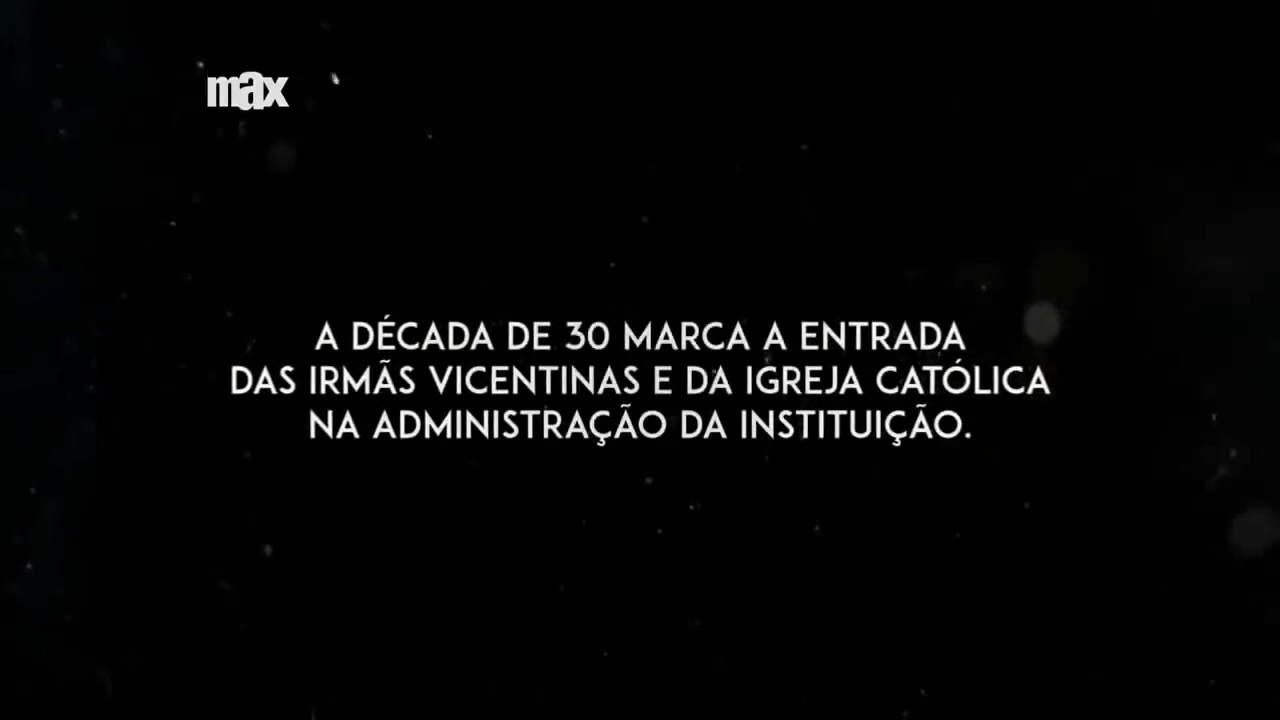 max
A DÉCADA DE 30 MARCA A ENTRADA
DAS IRMÃS VICENTINAS E DA IGREJA CATÓLICA
NA ADMINISTRAÇÃO DA INSTITUIÇÃO.